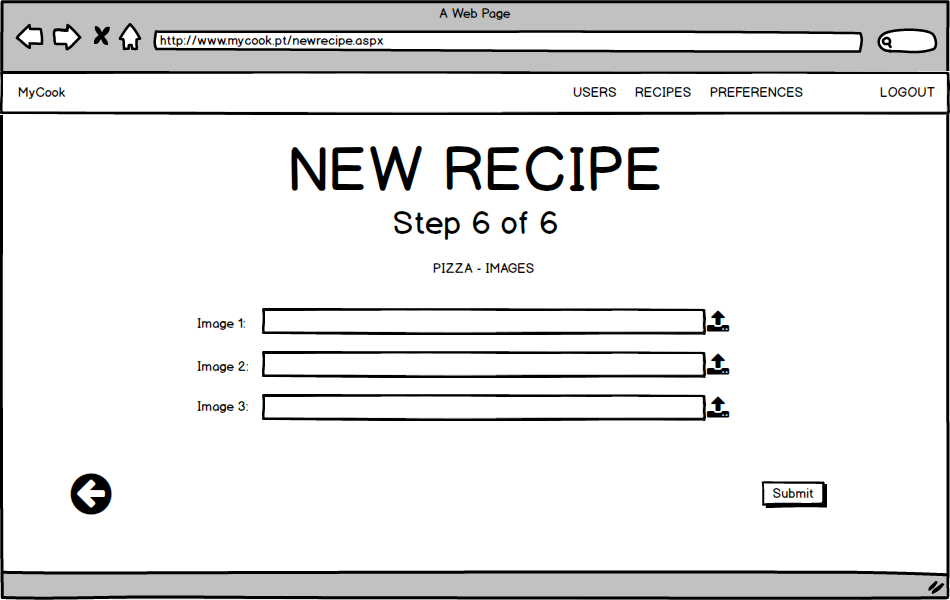 A Web Page
http://www.mycook.pt/newrecipe.aspx
MyCook USERS RECIPES PREFERENCES LOGOUT
NEW RECIPE
Step 6 of 6
PIZZA - IMAGES
Image 1:
Image 2:
Image 3:
Submit